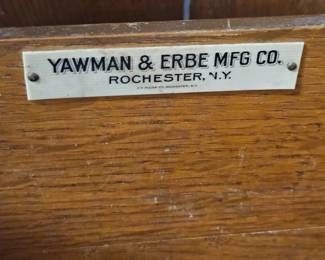 YAWMAN & ERBE MFG CO.
ROCHESTER, N.Y.